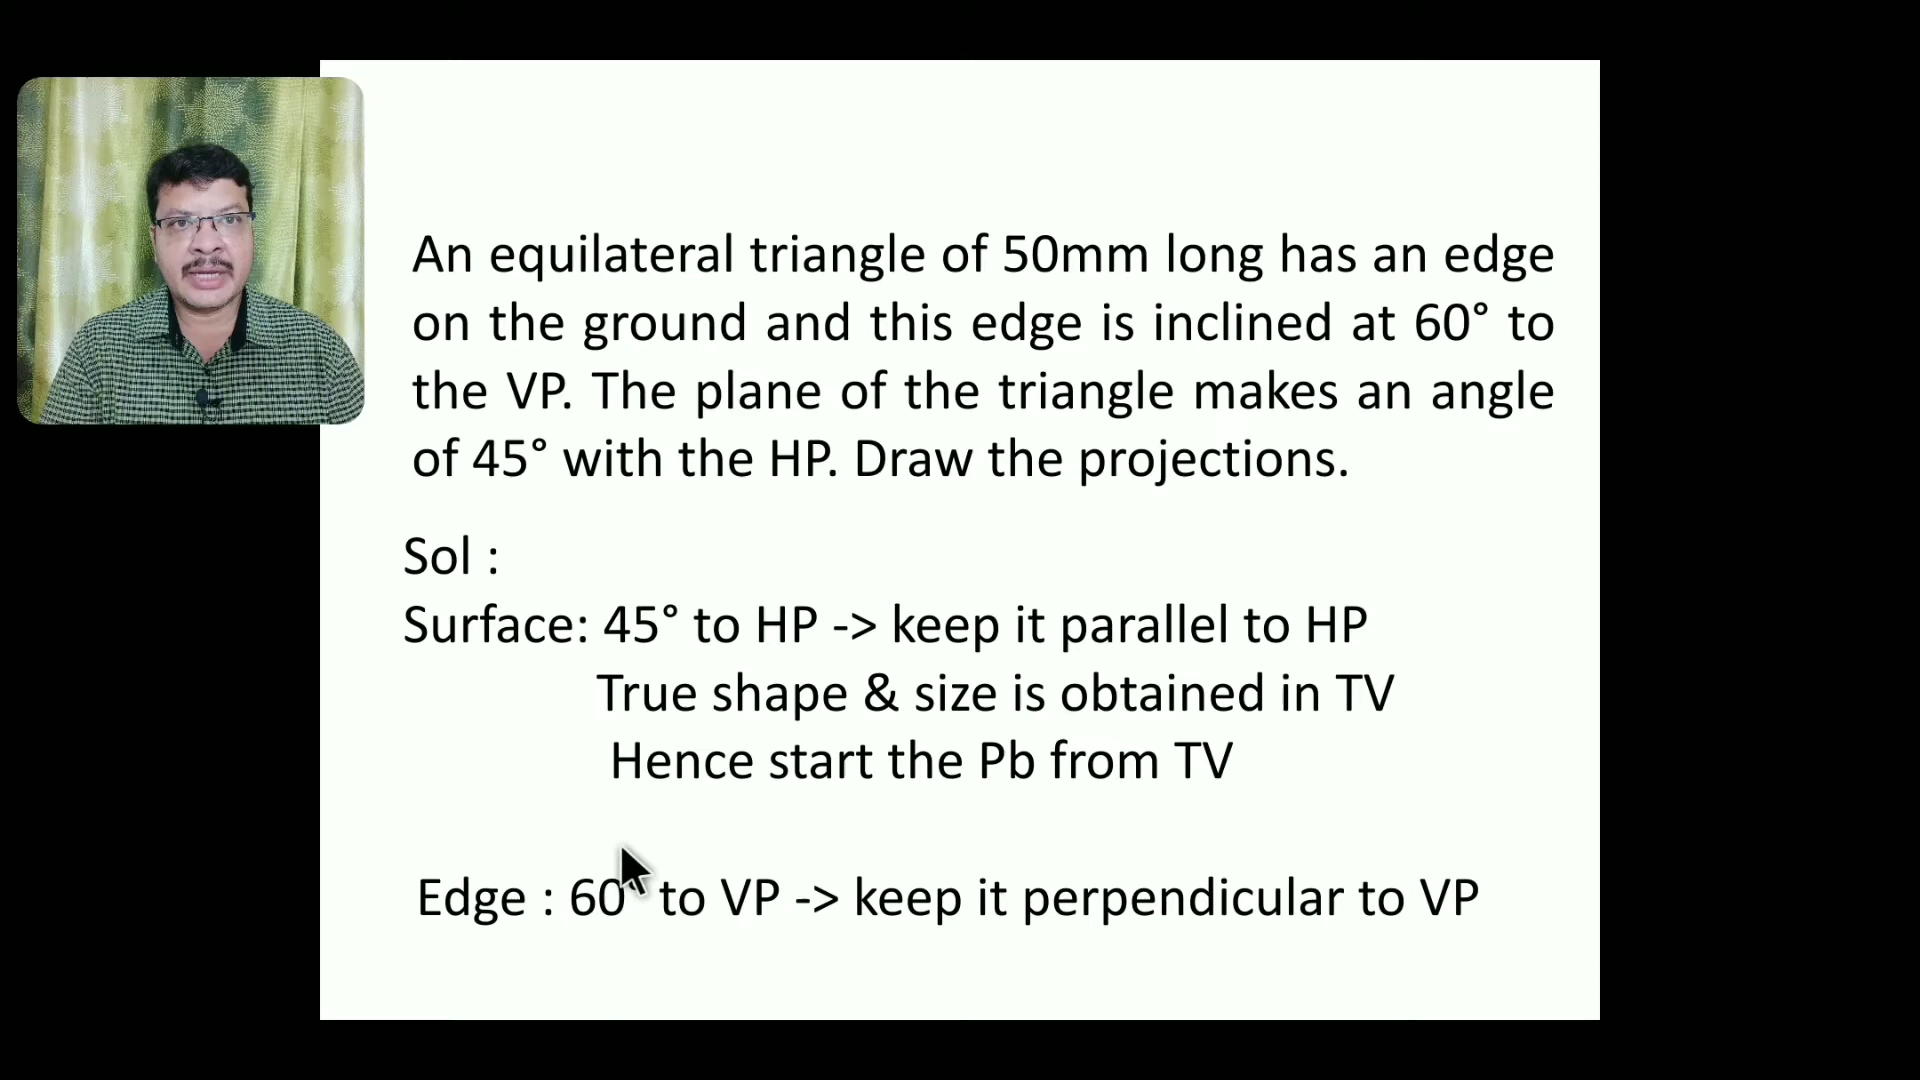 An equilateral triangle of 50mm long has an edge
on the ground and this edge is inclined at 60° to
the VP. The plane of the triangle makes an angle
of 45° with the HP. Draw the projections.
Sol :
Surface: 45° to HP -> keep it parallel to HP
True shape & size is obtained in TV
Hence start the Pb from TV
Edge : 60° to VP -> keep it perpendicular to VP